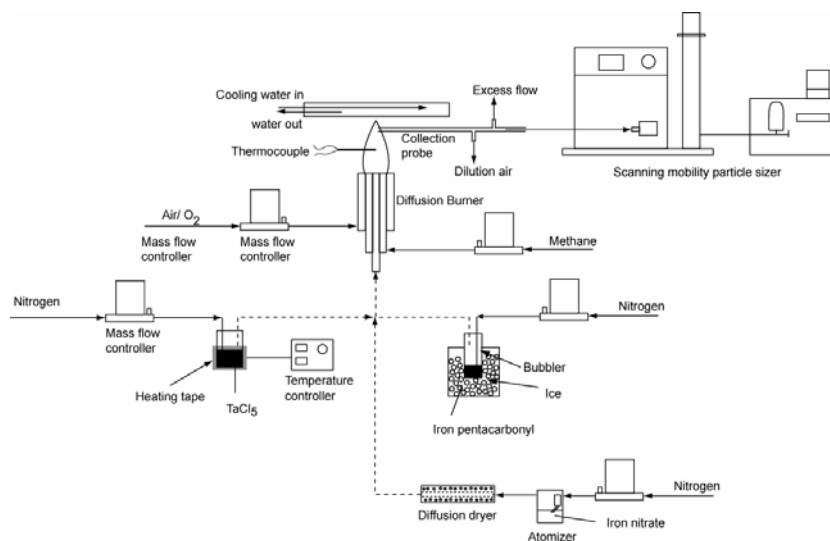 Cooling water in
water out
Excess flow
Collection
probe
Thermocouple
Dilution air
Scanning mobility particle sizer
Diffusion Burner
Air/ O2
Mass flow
controller
Mass flow
controller
Methane
Nitrogen
Nitrogen
Mass flow
controller
Bubbler
Heating tape
Temperature
controller
Ice
TaCl5
Iron pentacarbonyl
Nitrogen
Diffusion dryer
Iron nitrate
Atomizer